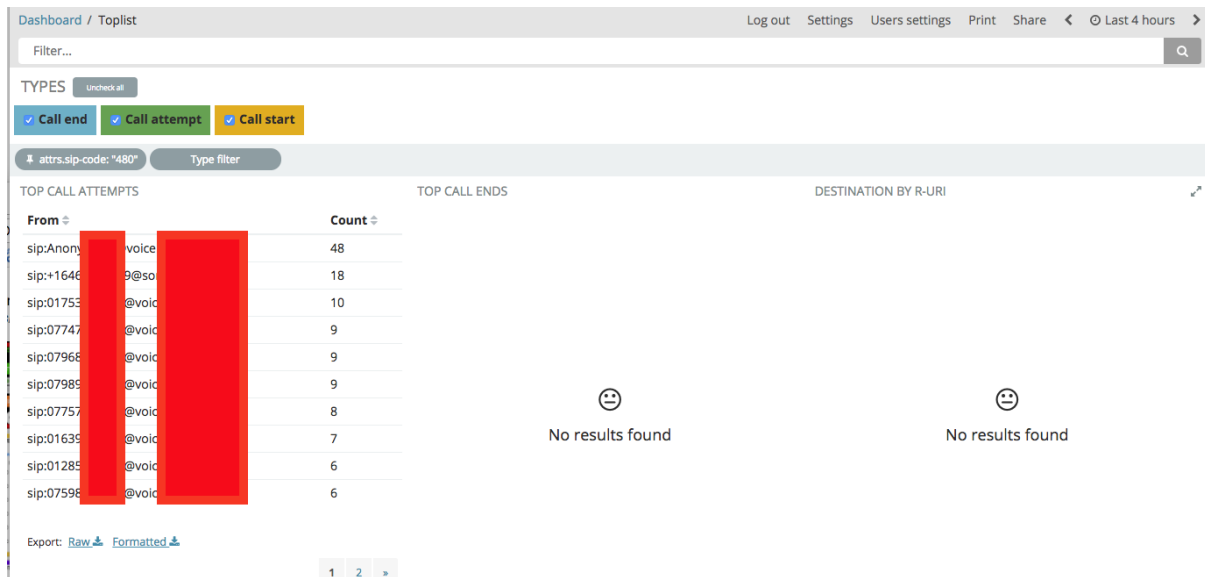 Dashboard / Toplist Log out Settings Users settings Print Share Last 4 hours
Filter...
TYPES Uncheck all
Call end Call attempt Call start
attrs.sip-code: "480" Type filter
TOP CALL ATTEMPTS TOP CALL ENDS DESTINATION BY R-URI
From Count
sip:Anony voice 48
sip:+1646 9@so 18
sip:01753 @voic 10
sip:07747 @voic 9
sip:07968 @voic 9
sip:07989 @voic 9
sip:07757 @voic 8
sip:01639 @voic 7
sip:01285 @voic 6
sip:07598 @voic 6
No results found No results found
Export: Raw Formatted
1 2 »